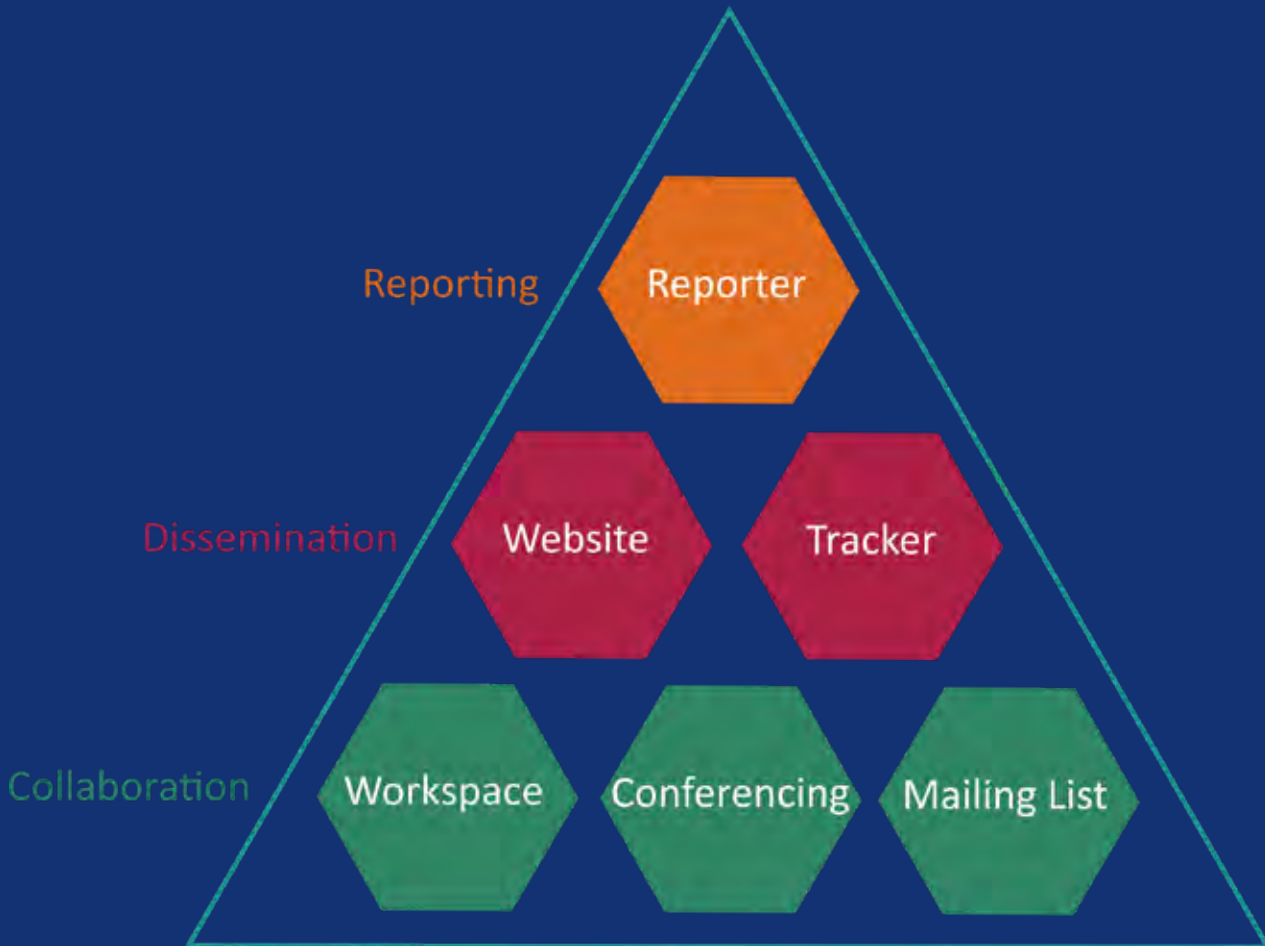 Reporting
Reporter
Dissemination
Website
Tracker
Collaboration
Workspace
Conferencing
Mailing List